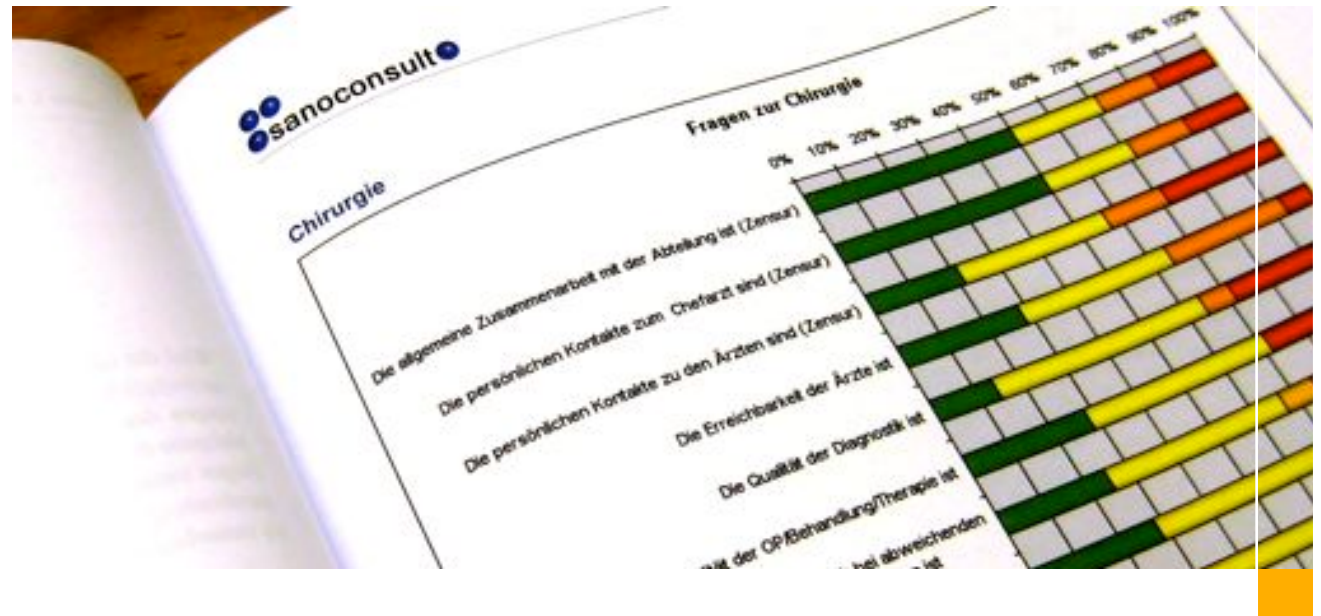 sanoconsult
Chirurgie
Fragen zur Chirurgie
0% 10% 20% 30% 40% 50% 60% 70% 80% 90% 100%
Die allgemeine Zusammenarbeit mit der Abteilung ist (Zensur)
Die persönlichen Kontakte zum Chefarzt sind (Zensur)
Die persönlichen Kontakte zu den Ärzten sind (Zensur)
Die Erreichbarkeit der Ärzte ist
Die Qualität der Diagnostik ist
der OP/Behandlung/Therapie ist
bei abweichenden
ist